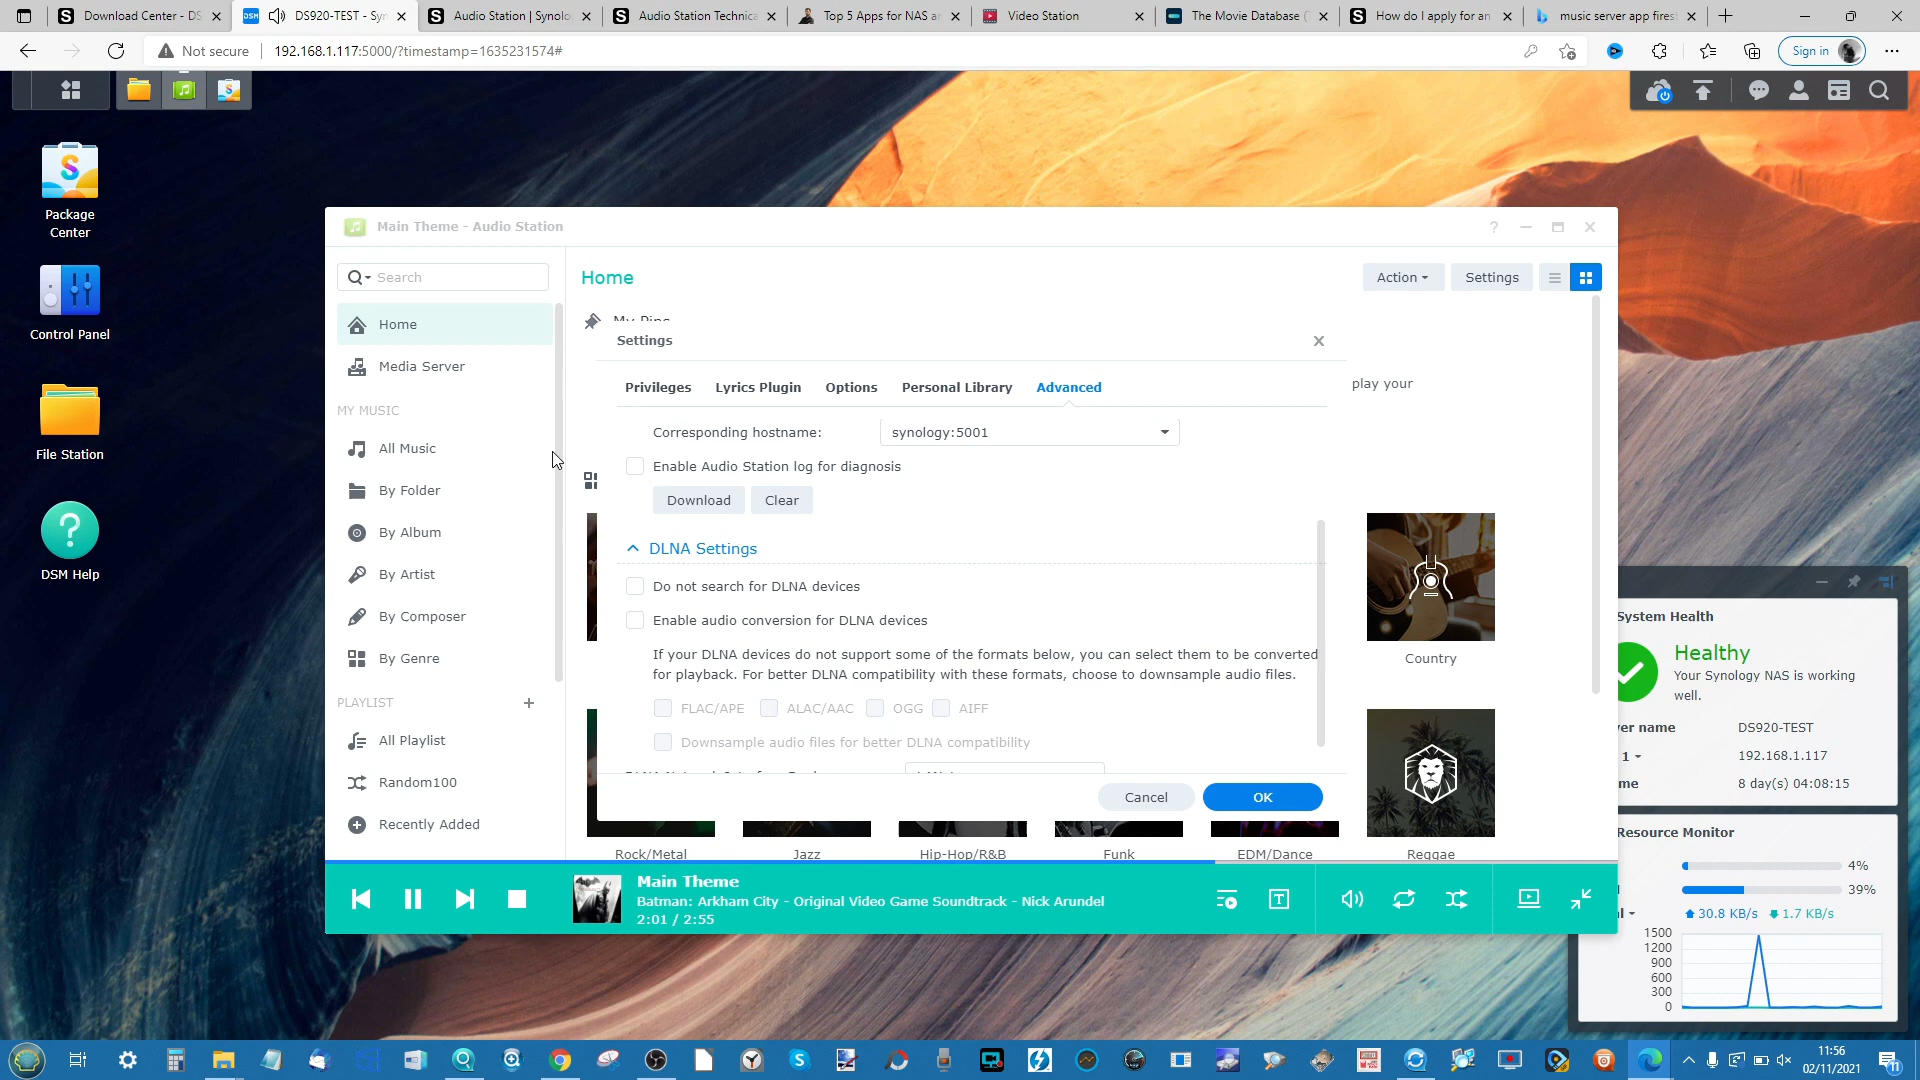 Download Center - DS
DS920-TEST - Syn
Audio Station | Synolo
Audio Station Technica
Top 5 Apps for NAS a
Video Station
The Movie Database (
How do I apply for an
music server app fires
Not secure
192.168.1.117:5000/?timestamp=1635231574#
Sign in
Package
Center
Control Panel
File Station
DSM Help
Main Theme - Audio Station
Search
Home
Media Server
MY MUSIC
All Music
By Folder
By Album
By Artist
By Composer
By Genre
PLAYLIST
All Playlist
Random100
Recently Added
Home
Action
Settings
My Pins
play your
Settings
Privileges
Lyrics Plugin
Options
Personal Library
Advanced
Corresponding hostname:
synology:5001
Enable Audio Station log for diagnosis
Download
Clear
DLNA Settings
Do not search for DLNA devices
Enable audio conversion for DLNA devices
If your DLNA devices do not support some of the formats below, you can select them to be converted
for playback. For better DLNA compatibility with these formats, choose to downsample audio files.
FLAC/APE
ALAC/AAC
OGG
AIFF
Downsample audio files for better DLNA compatibility
Cancel
OK
Country
Rock/Metal
Jazz
Hip-Hop/R&B
Funk
EDM/Dance
Reggae
Main Theme
Batman: Arkham City - Original Video Game Soundtrack - Nick Arundel
2:01 / 2:55
System Health
Healthy
Your Synology NAS is working
well.
er name
DS920-TEST
1
192.168.1.117
me
8 day(s) 04:08:15
Resource Monitor
4%
39%
30.8 KB/s
1.7 KB/s
1500
1200
900
600
300
0
11:56
02/11/2021
11